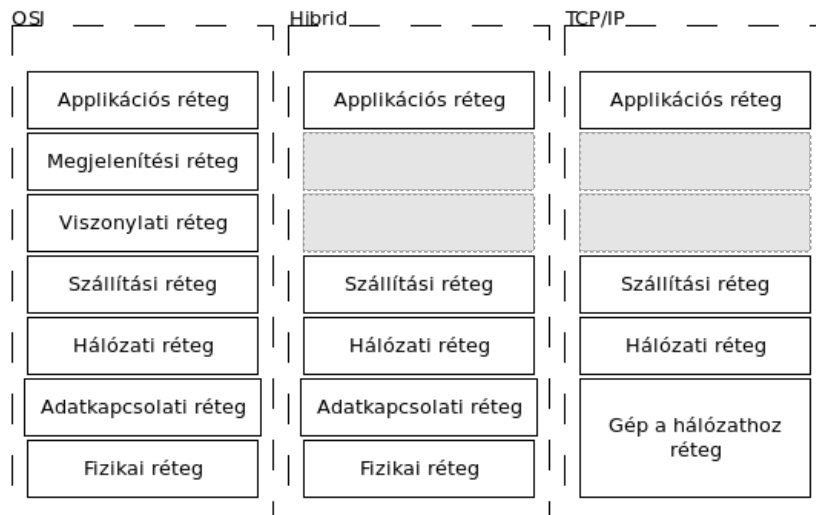 OSI
Applikációs réteg
Megjelenítési réteg
Viszonylati réteg
Szállítási réteg
Hálózati réteg
Adatkapcsolati réteg
Fizikai réteg
Hibrid
Applikációs réteg
Szállítási réteg
Hálózati réteg
Adatkapcsolati réteg
Fizikai réteg
TCP/IP
Applikációs réteg
Szállítási réteg
Hálózati réteg
Gép a hálózathoz
réteg